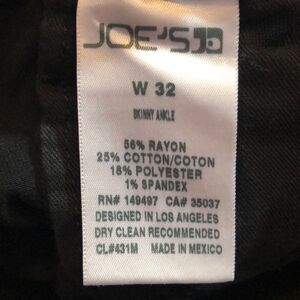 JOE'S
W 32
SKINNY ANKLE
56% RAYON
25% COTTON/COTON
18% POLYESTER
1% SPANDEX
RN# 149497 CA# 35037
DESIGNED IN LOS ANGELES
DRY CLEAN RECOMMENDED
CL#431M MADE IN MEXICO